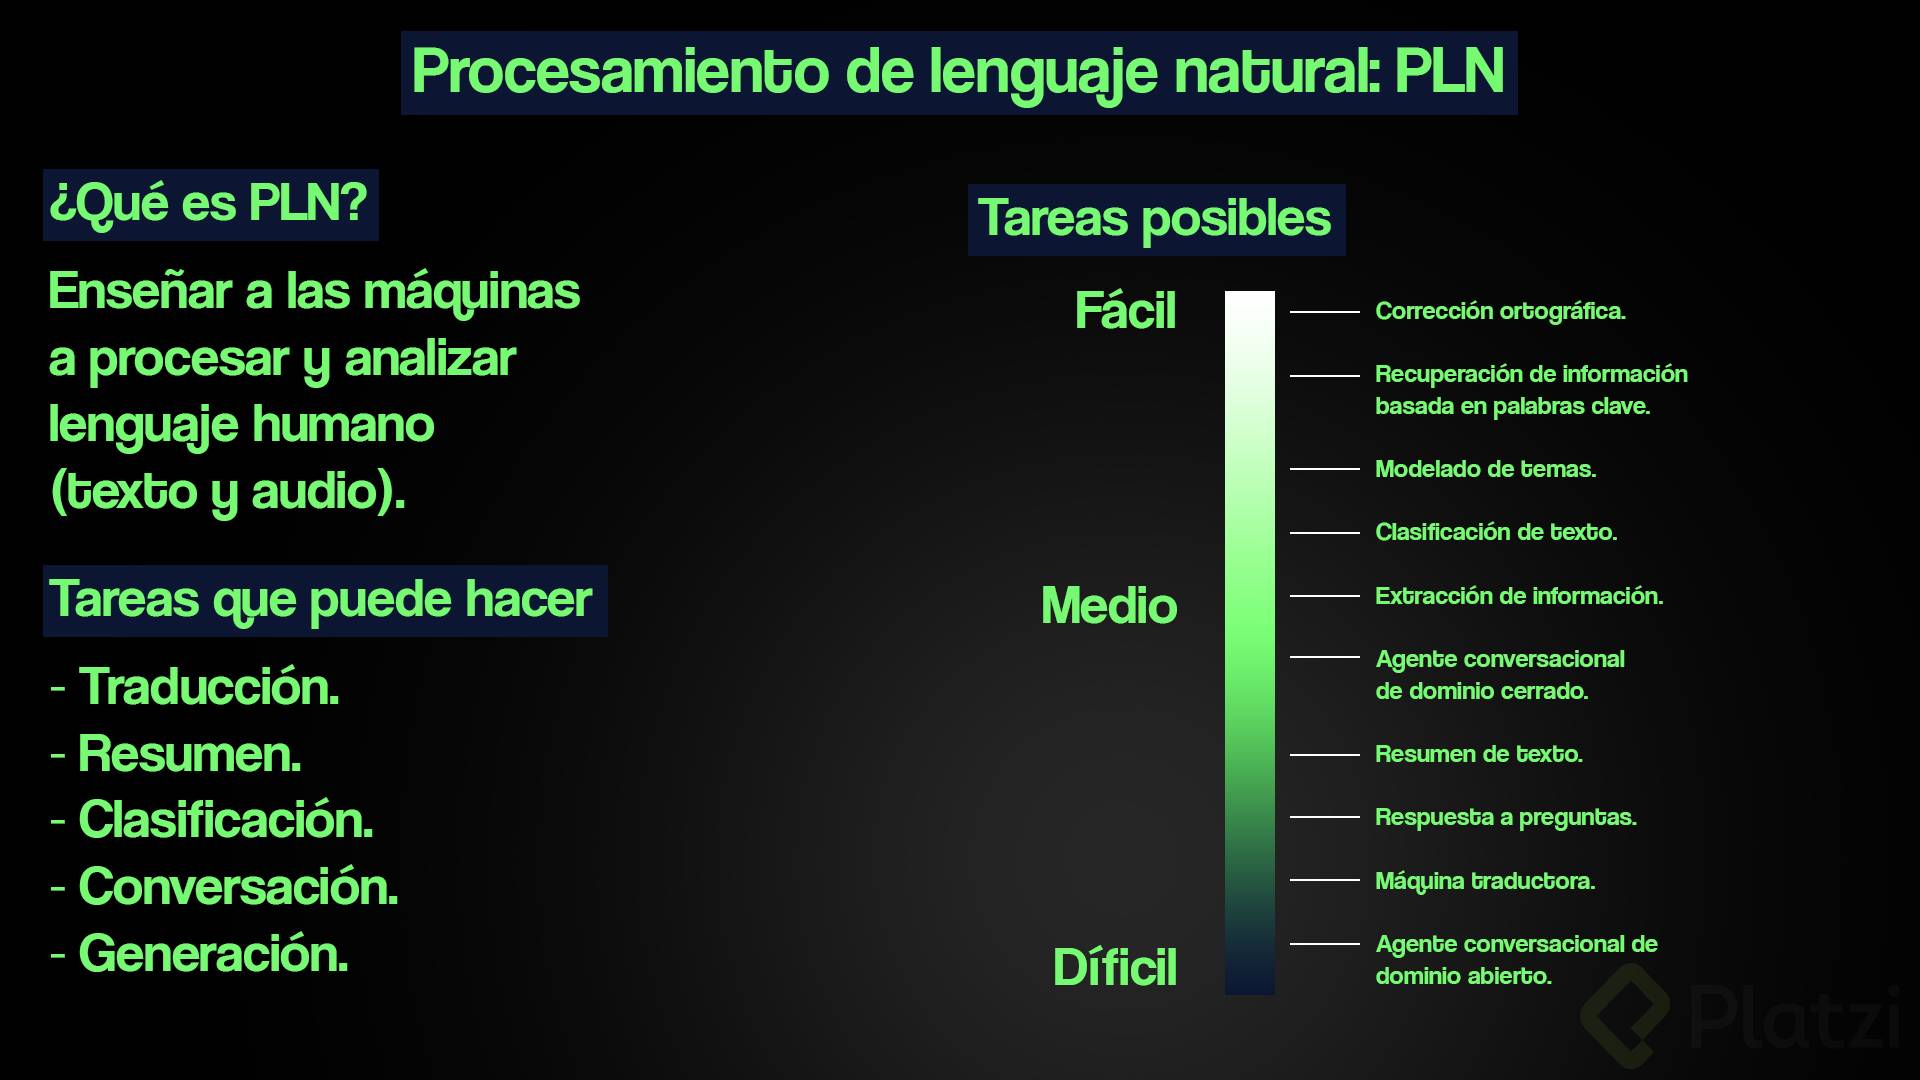 Procesamiento de lenguaje natural: PLN
¿Qué es PLN?
Enseñar a las máquinas
a procesar y analizar
lenguaje humano
(texto y audio).
Tareas que puede hacer
- Traducción.
- Resumen.
- Clasificación.
- Conversación.
- Generación.
Tareas posibles
Fácil
Corrección ortográfica.
Recuperación de información
basada en palabras clave.
Modelado de temas.
Clasificación de texto.
Medio
Extracción de información.
Agente conversacional
de dominio cerrado.
Resumen de texto.
Respuesta a preguntas.
Máquina traductora.
Díficil
Agente conversacional de
dominio abierto.
Platzi